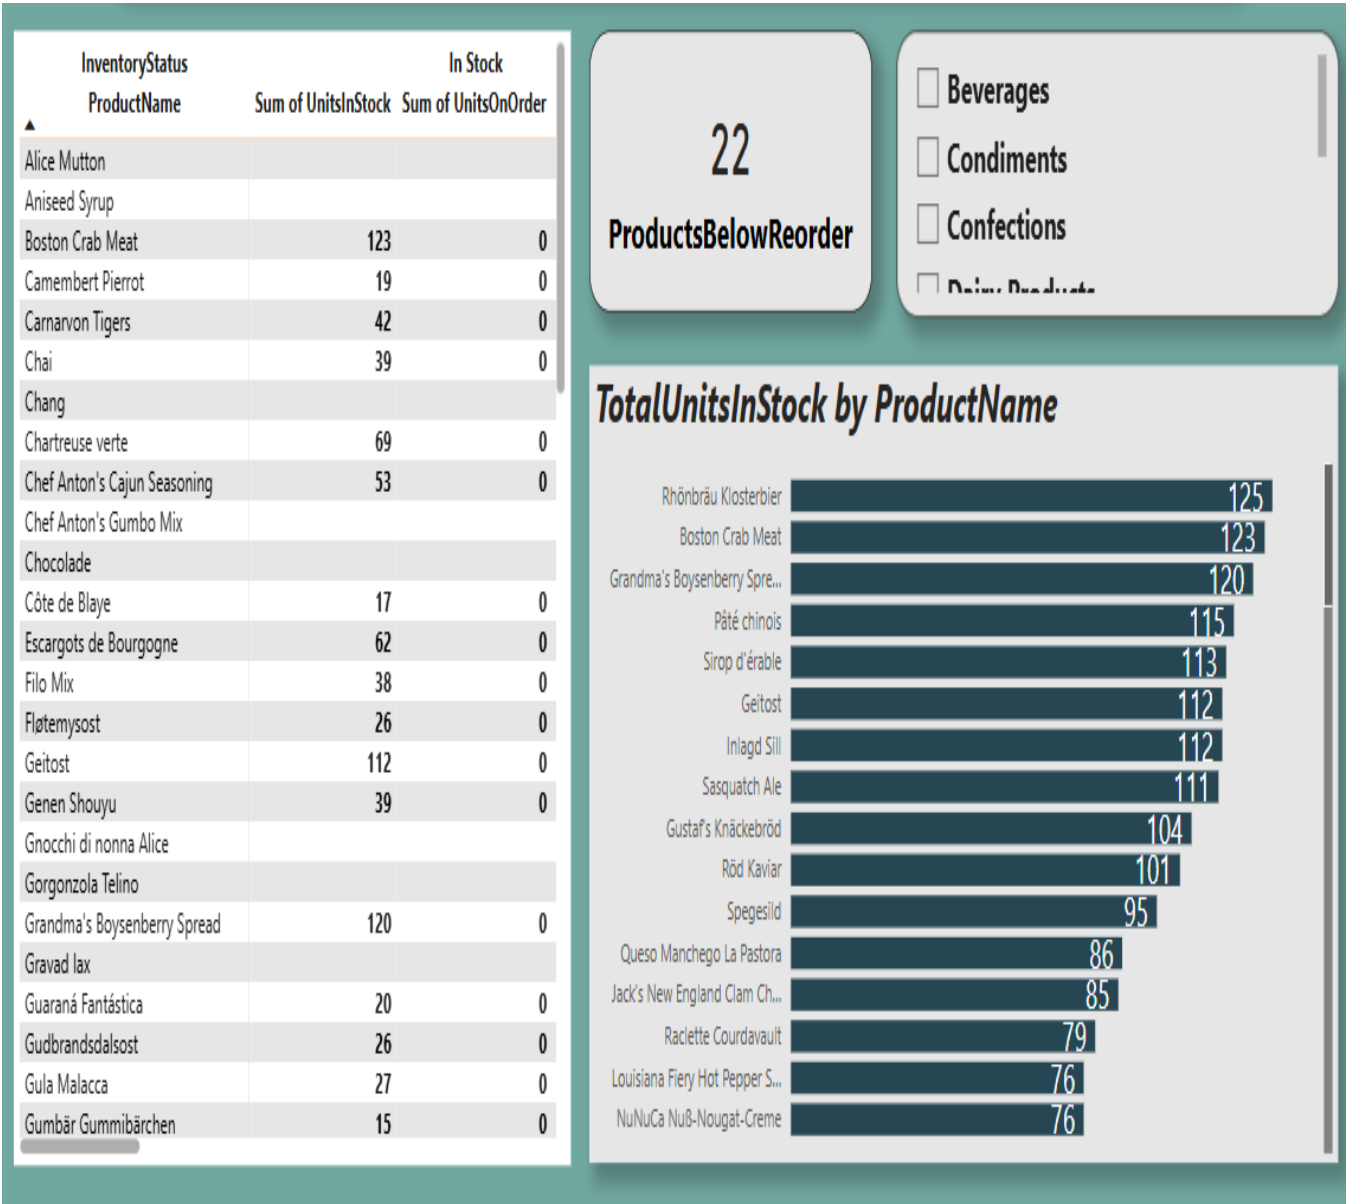 InventoryStatus In Stock
ProductName Sum of UnitsInStock Sum of UnitsOnOrder
Alice Mutton
Aniseed Syrup
Boston Crab Meat 123 0
Camembert Pierrot 19 0
Carnarvon Tigers 42 0
Chai 39 0
Chang
Chartreuse verte 69 0
Chef Anton's Cajun Seasoning 53 0
Chef Anton's Gumbo Mix
Chocolade
Côte de Blaye 17 0
Escargots de Bourgogne 62 0
Filo Mix 38 0
Fløtemysost 26 0
Geitost 112 0
Genen Shouyu 39 0
Gnocchi di nonna Alice
Gorgonzola Telino
Grandma's Boysenberry Spread 120 0
Gravad lax
Guaraná Fantástica 20 0
Gudbrandsdalsost 26 0
Gula Malacca 27 0
Gumbär Gummibärchen 15 0
22
ProductsBelowReorder
Beverages
Condiments
Confections
Dairy Products
TotalUnitsInStock by ProductName
Rhönbräu Klosterbier 125
Boston Crab Meat 123
Grandma's Boysenberry Spre... 120
Pâté chinois 115
Sirop d'érable 113
Geitost 112
Inlagd Sill 112
Sasquatch Ale 111
Gustaf's Knäckebröd 104
Röd Kaviar 101
Spegesild 95
Queso Manchego La Pastora 86
Jack's New England Clam Ch... 85
Raclette Courdavault 79
Louisiana Fiery Hot Pepper S... 76
NuNuCa Nuß-Nougat-Creme 76